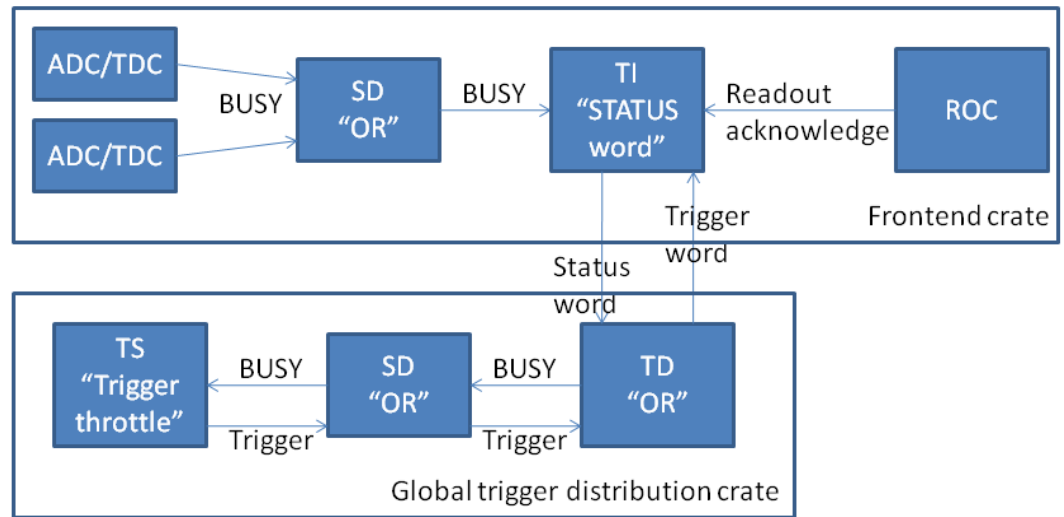 ADC/TDC
BUSY
ADC/TDC
SD
“OR”
BUSY
TI
“STATUS
word”
Readout
acknowledge
ROC
Frontend crate
Trigger
word
Status
word
TS
“Trigger
throttle”
BUSY
Trigger
SD
“OR”
BUSY
Trigger
TD
“OR”
Global trigger distribution crate